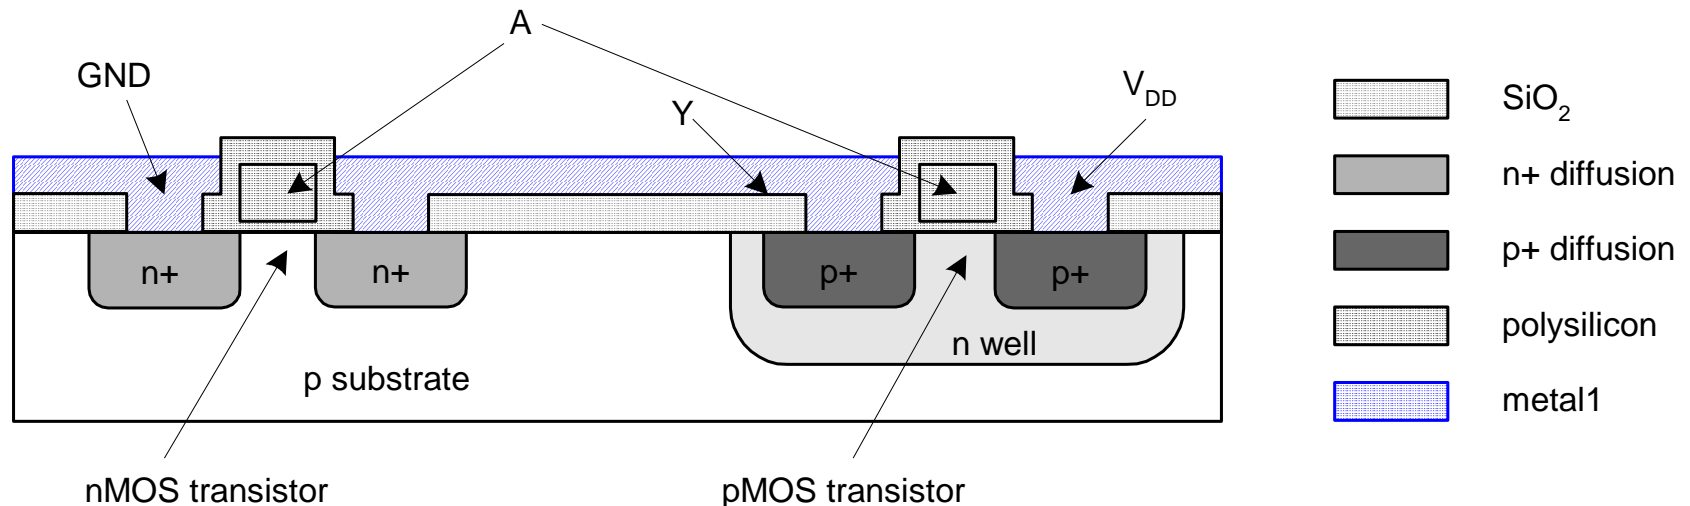 A
GND
Y
V_DD
n+
n+
p+
p+
n well
p substrate
nMOS transistor
pMOS transistor
SiO₂
n+ diffusion
p+ diffusion
polysilicon
metal1